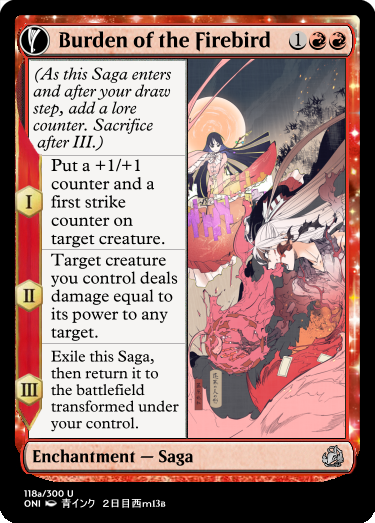 Burden of the Firebird 1
(As this Saga enters
and after your draw
step, add a lore
counter. Sacrifice
after III.)
I
Put a +1/+1
counter and a
first strike
counter on
target creature.
II
Target creature
you control deals
damage equal to
its power to any
target.
III
Exile this Saga,
then return it to
the battlefield
transformed under
your control.
Enchantment — Saga
118a/300 U
ONI 青インク 2日目西m13B